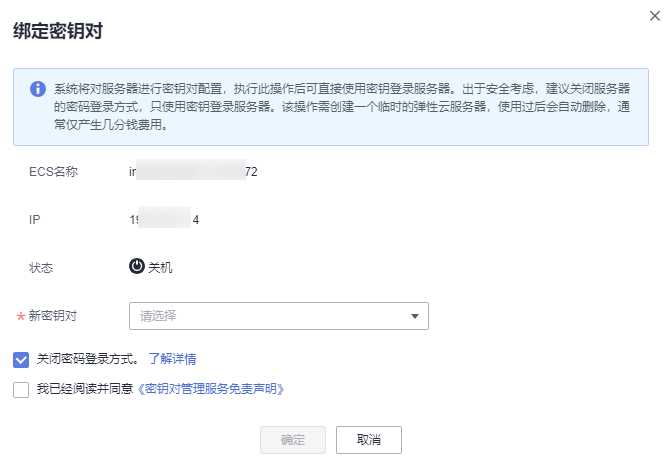 绑定密钥对
系统将对服务器进行密钥对配置，执行此操作后可直接使用密钥登录服务器。出于安全考虑，建议关闭服务器
的密码登录方式，只使用密钥登录服务器。该操作需创建一个临时的弹性云服务器，使用过后会自动删除，通
常仅产生几分钱费用。
ECS名称 72
IP 4
状态 关机
* 新密钥对 请选择
关闭密码登录方式。 了解详情
我已经阅读并同意《密钥对管理服务免责声明》
确定 取消